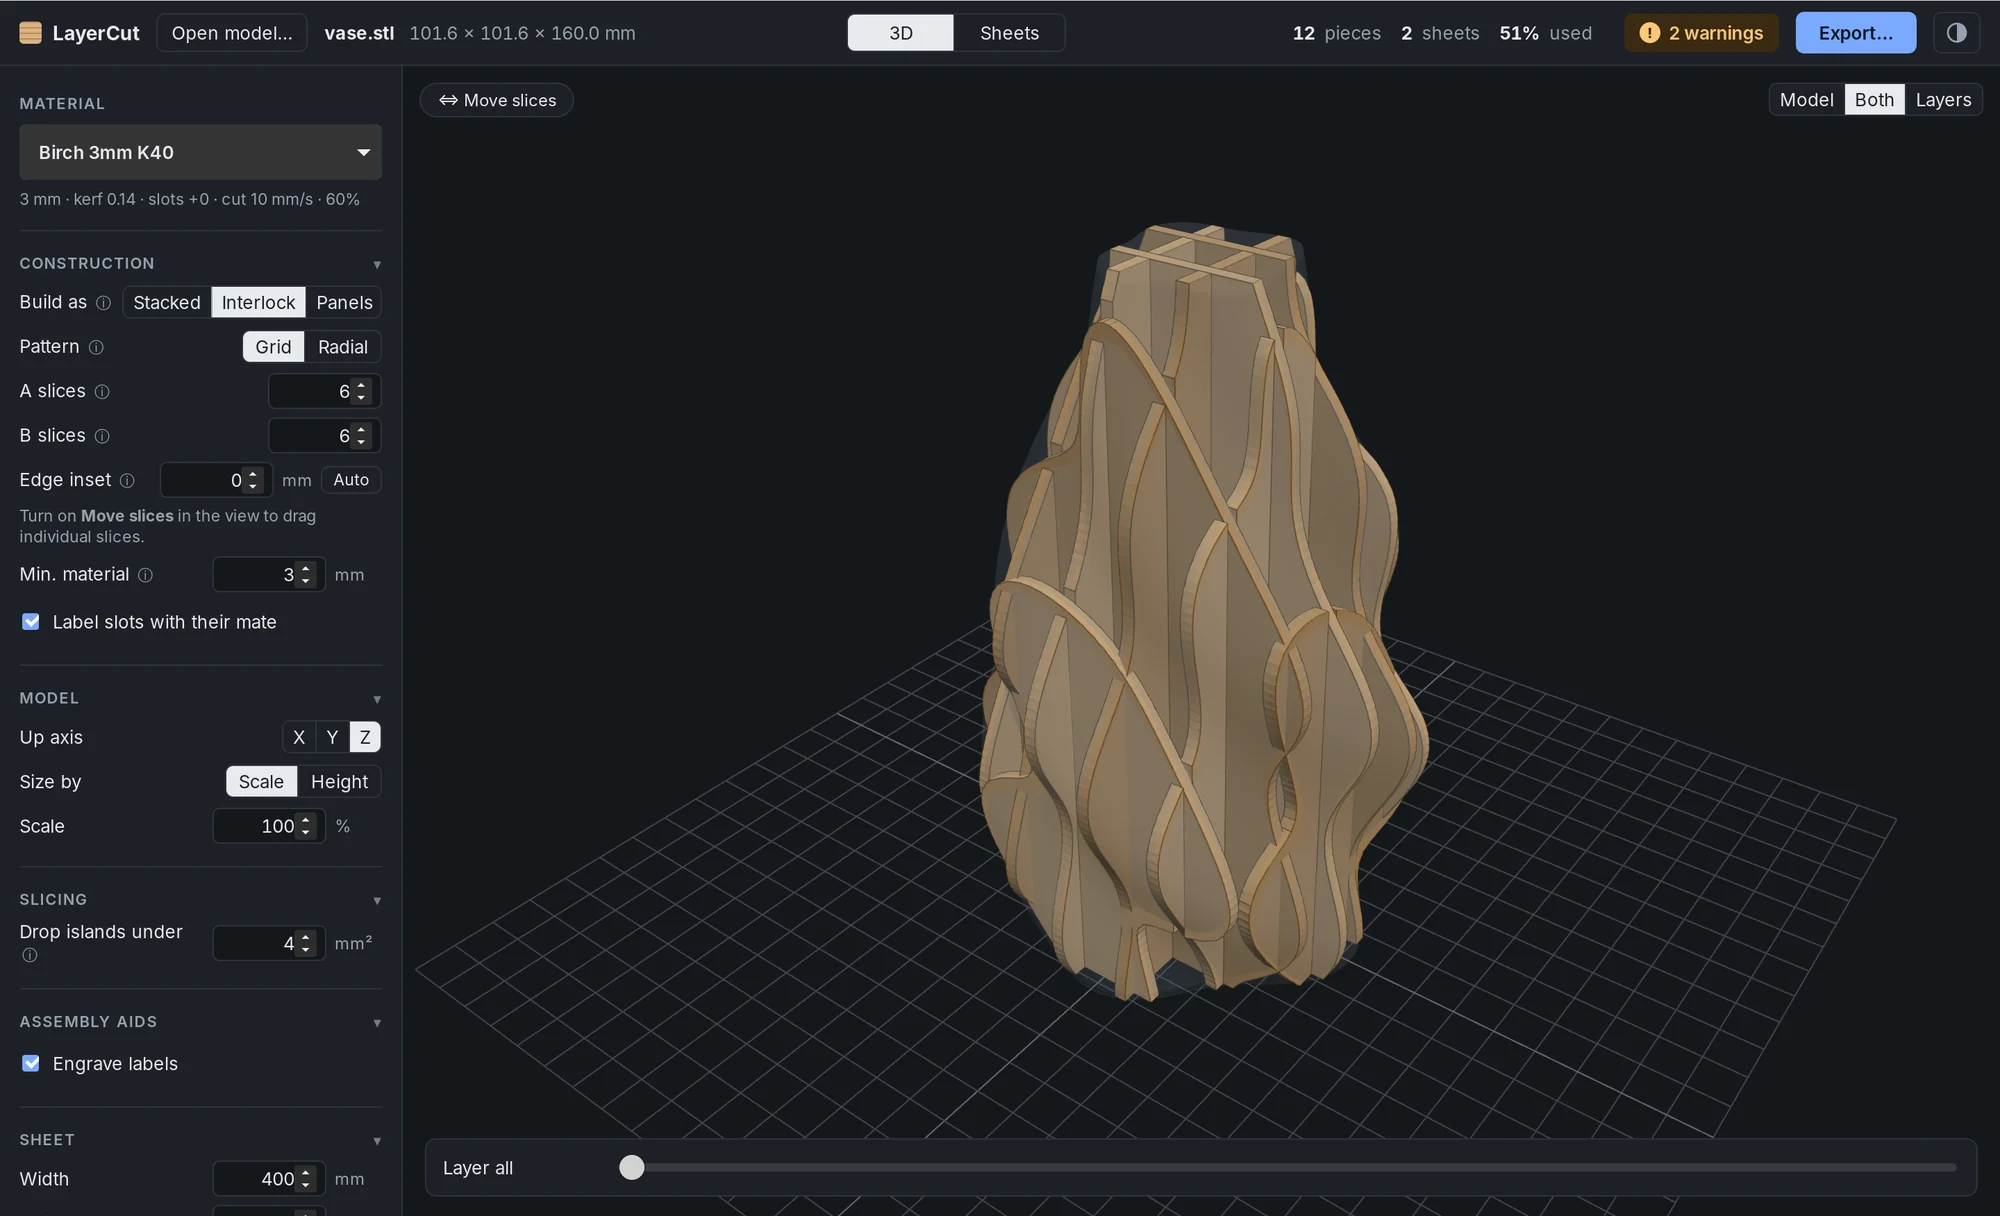 LayerCut Open model... vase.stl 101.6 × 101.6 × 160.0 mm 3D Sheets 12 pieces 2 sheets 51% used 2 warnings Export...
Move slices
Model Both Layers
MATERIAL
Birch 3mm K40
3 mm · kerf 0.14 · slots +0 · cut 10 mm/s · 60%
CONSTRUCTION
Build as Stacked Interlock Panels
Pattern Grid Radial
A slices 6
B slices 6
Edge inset 0 mm Auto
Turn on Move slices in the view to drag
individual slices.
Min. material 3 mm
Label slots with their mate
MODEL
Up axis X Y Z
Size by Scale Height
Scale 100 %
SLICING
Drop islands under 4 mm²
ASSEMBLY AIDS
Engrave labels
SHEET
Width 400 mm
Layer all